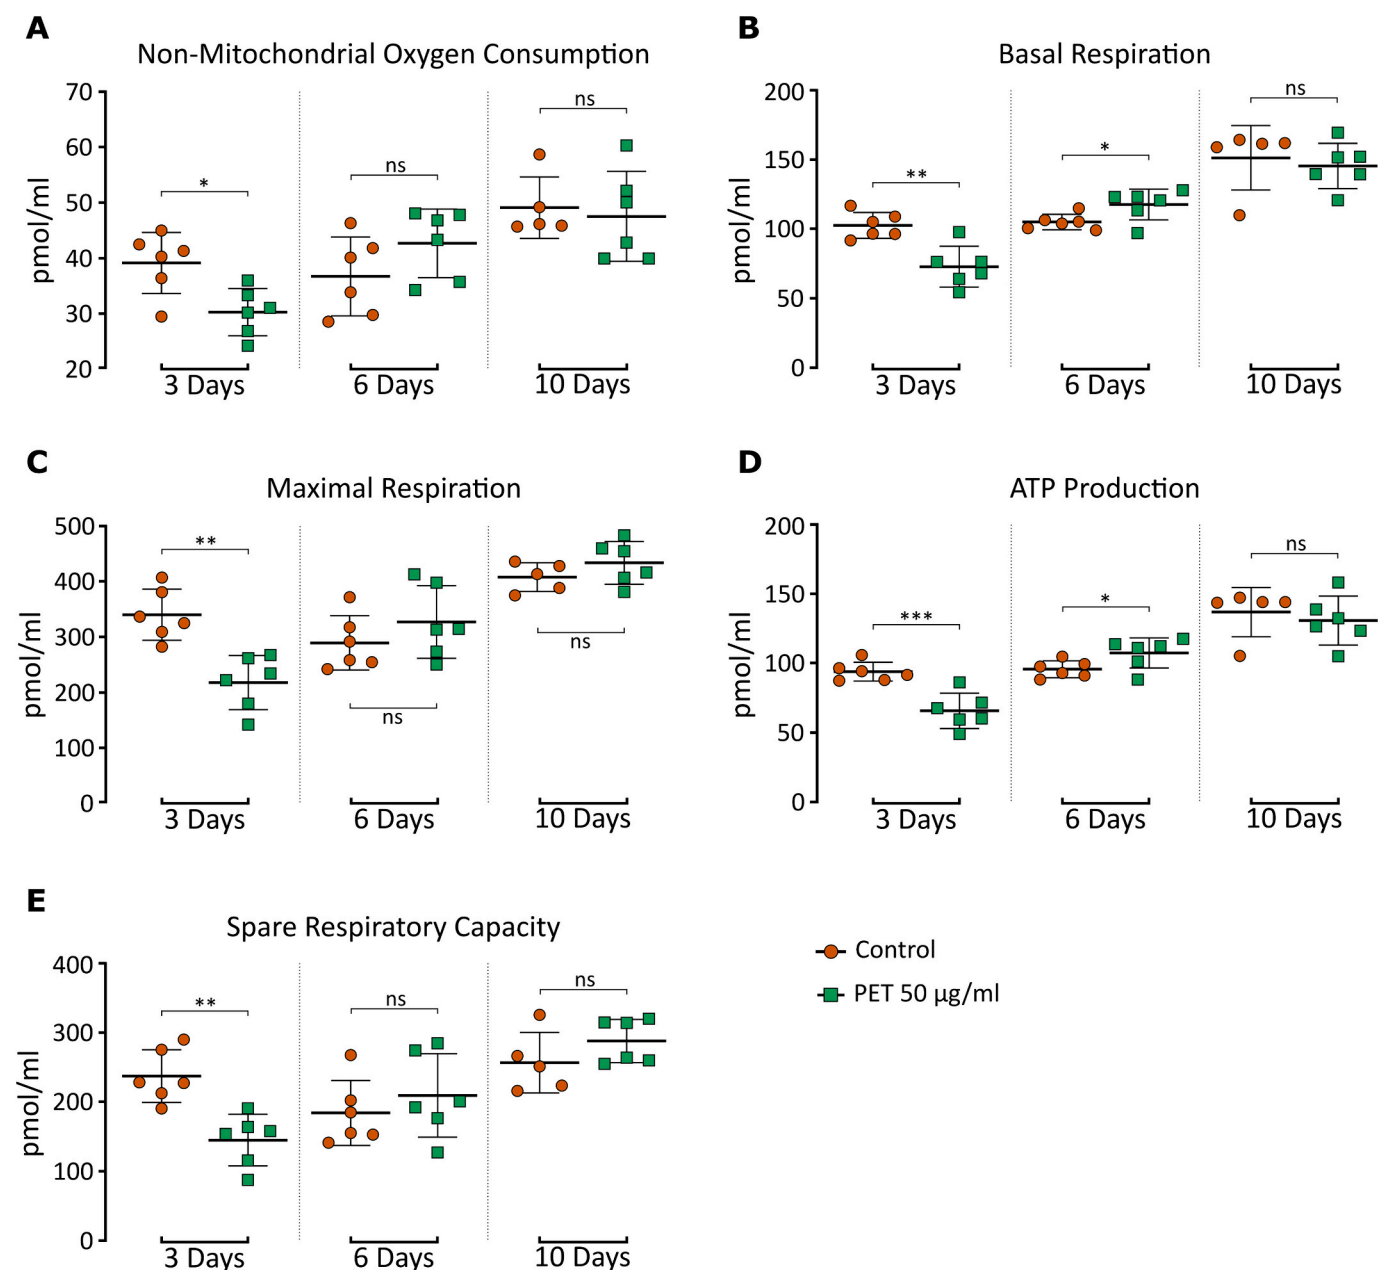 A
Non-Mitochondrial Oxygen Consumption
pmol/ml
70
60
50
40
30
20
*
ns
ns
3 Days
6 Days
10 Days
B
Basal Respiration
pmol/ml
200
150
100
50
0
**
*
ns
3 Days
6 Days
10 Days
C
Maximal Respiration
pmol/ml
500
400
300
200
100
0
**
ns
ns
3 Days
6 Days
10 Days
D
ATP Production
pmol/ml
200
150
100
50
0
***
*
ns
3 Days
6 Days
10 Days
E
Spare Respiratory Capacity
pmol/ml
400
300
200
100
0
**
ns
ns
3 Days
6 Days
10 Days
Control
PET 50 µg/ml